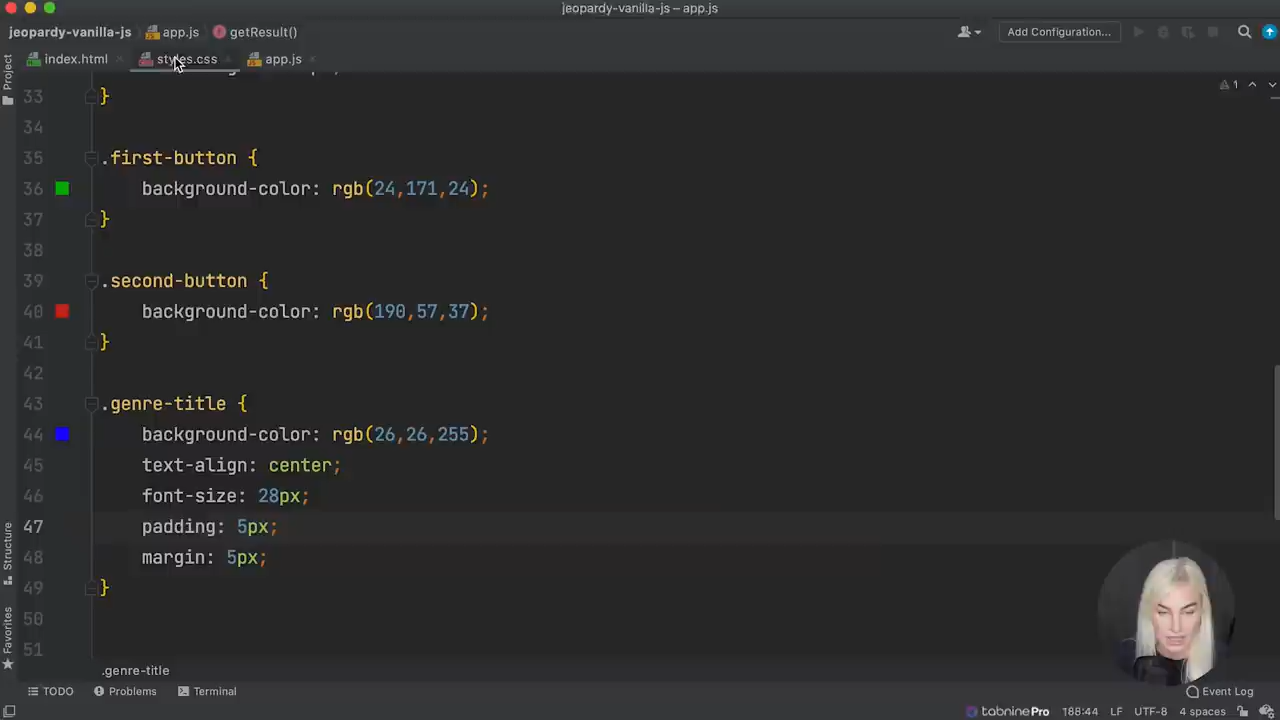 jeopardy-vanilla-js – app.js
jeopardy-vanilla-js app.js getResult() Add Configuration...
Project index.html styles.css app.js
33 }
1
34
35 .first-button {
36 background-color: rgb(24,171,24);
37 }
38
39 .second-button {
40 background-color: rgb(190,57,37);
41 }
42
43 .genre-title {
44 background-color: rgb(26,26,255);
45 text-align: center;
46 font-size: 28px;
47 padding: 5px;
48 margin: 5px;
49 }
50
51
Structure
Favorites
.genre-title
TODO Problems Terminal Event Log
tabnine Pro 188:44 LF UTF-8 4 spaces